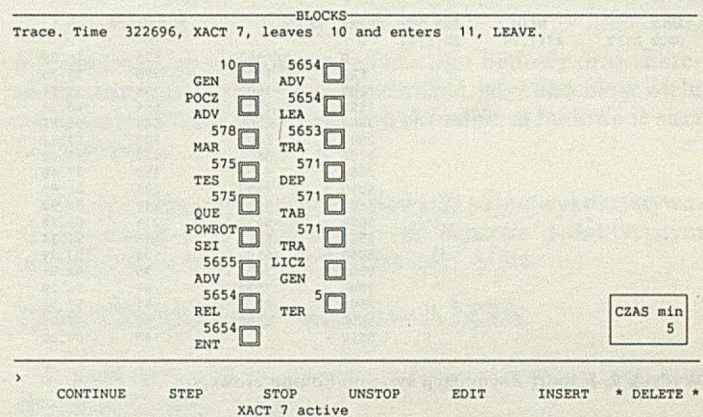 BLOCKS
Trace. Time 322696, XACT 7, leaves 10 and enters 11, LEAVE.
10 5654
GEN ADV
POCZ 5654
ADV LEA
578 5653
MAR TRA
575 571
TES DEP
575 571
QUE TAB
POWROT 571
SEI TRA
5655 LICZ
ADV GEN
5654 5
REL TER
5654
ENT
CZAS min
5
›
CONTINUE STEP STOP UNSTOP EDIT INSERT * DELETE *
XACT 7 active